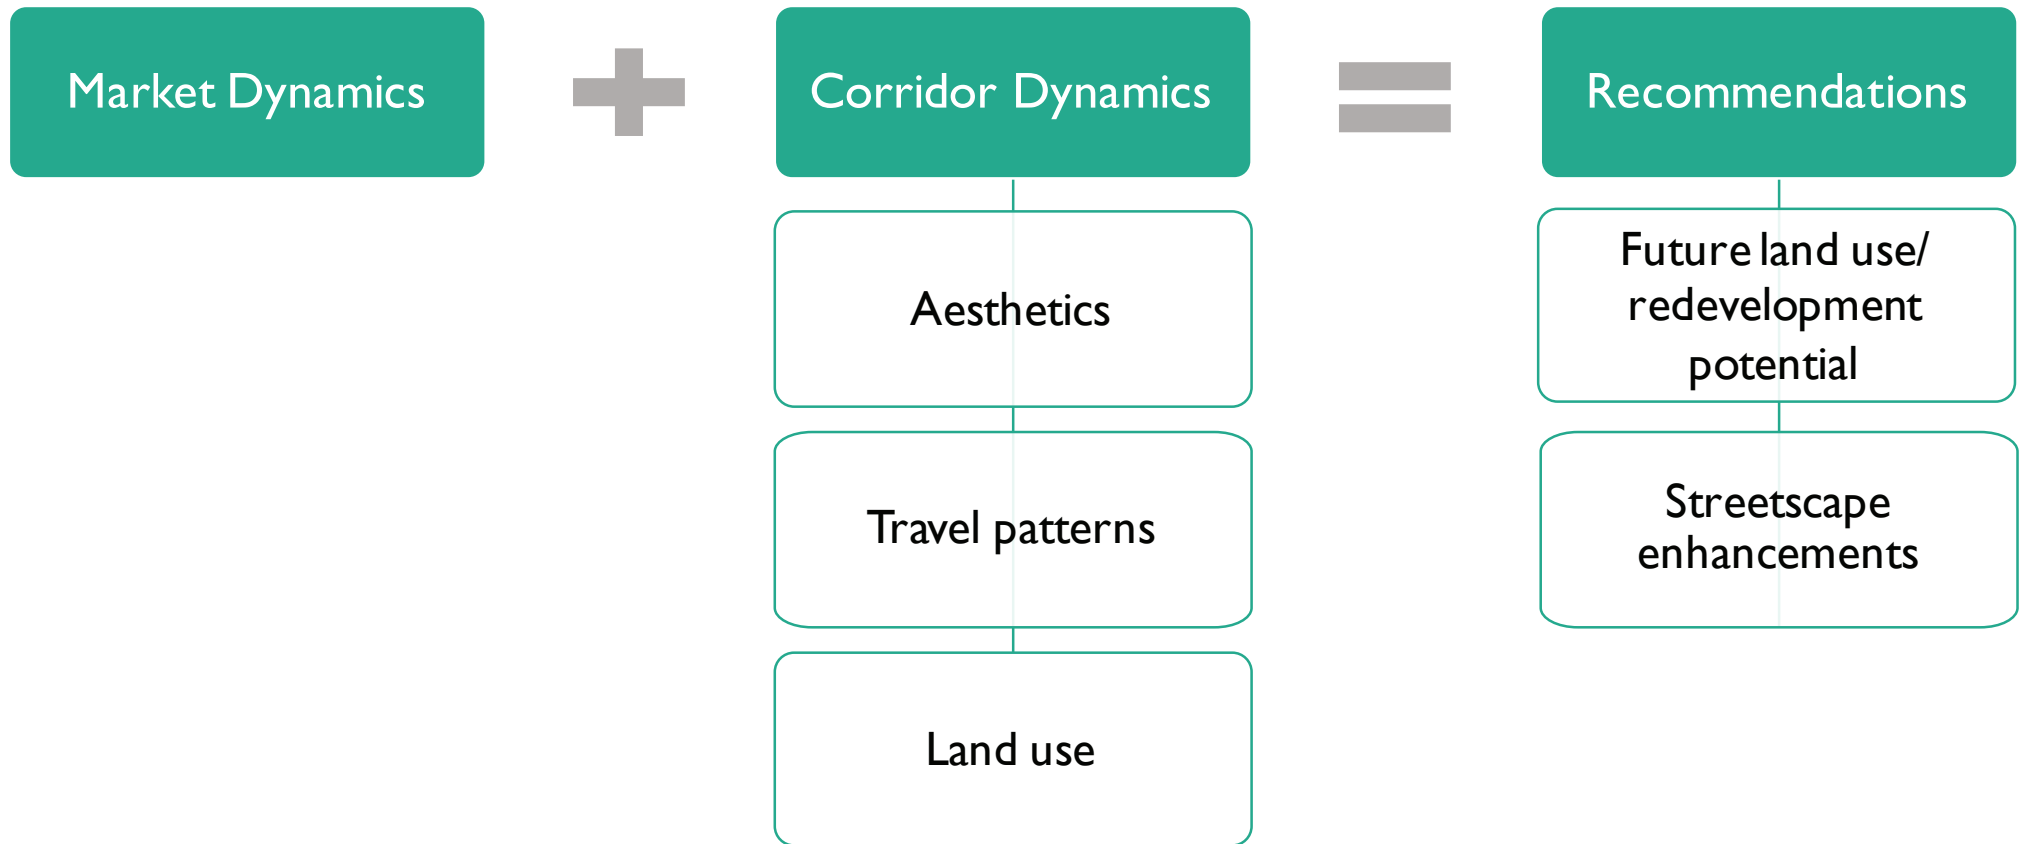 Market Dynamics
Corridor Dynamics
Recommendations
Aesthetics
Travel patterns
Land use
Future land use/
redevelopment
potential
Streetscape
enhancements